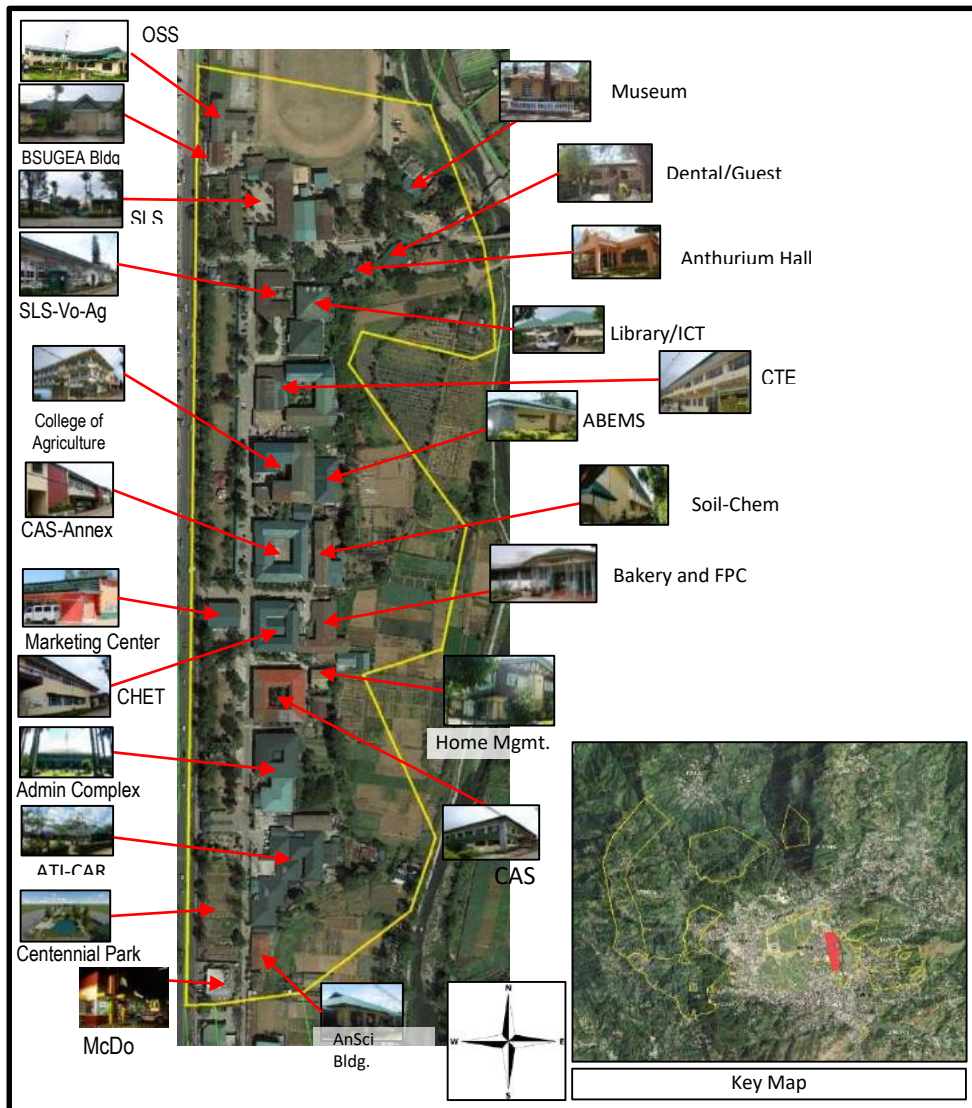 OSS
BSUGEA Bldg
SLS
SLS-Vo-Ag
College of
Agriculture
CAS-Annex
Marketing Center
CHET
Admin Complex
ATI-CAR
Centennial Park
McDo
Museum
Dental/Guest
Anthurium Hall
Library/ICT
CTE
ABEMS
Soil-Chem
Bakery and FPC
Home Mgmt.
CAS
AnSci
Bldg.
N
W
E
S
Key Map